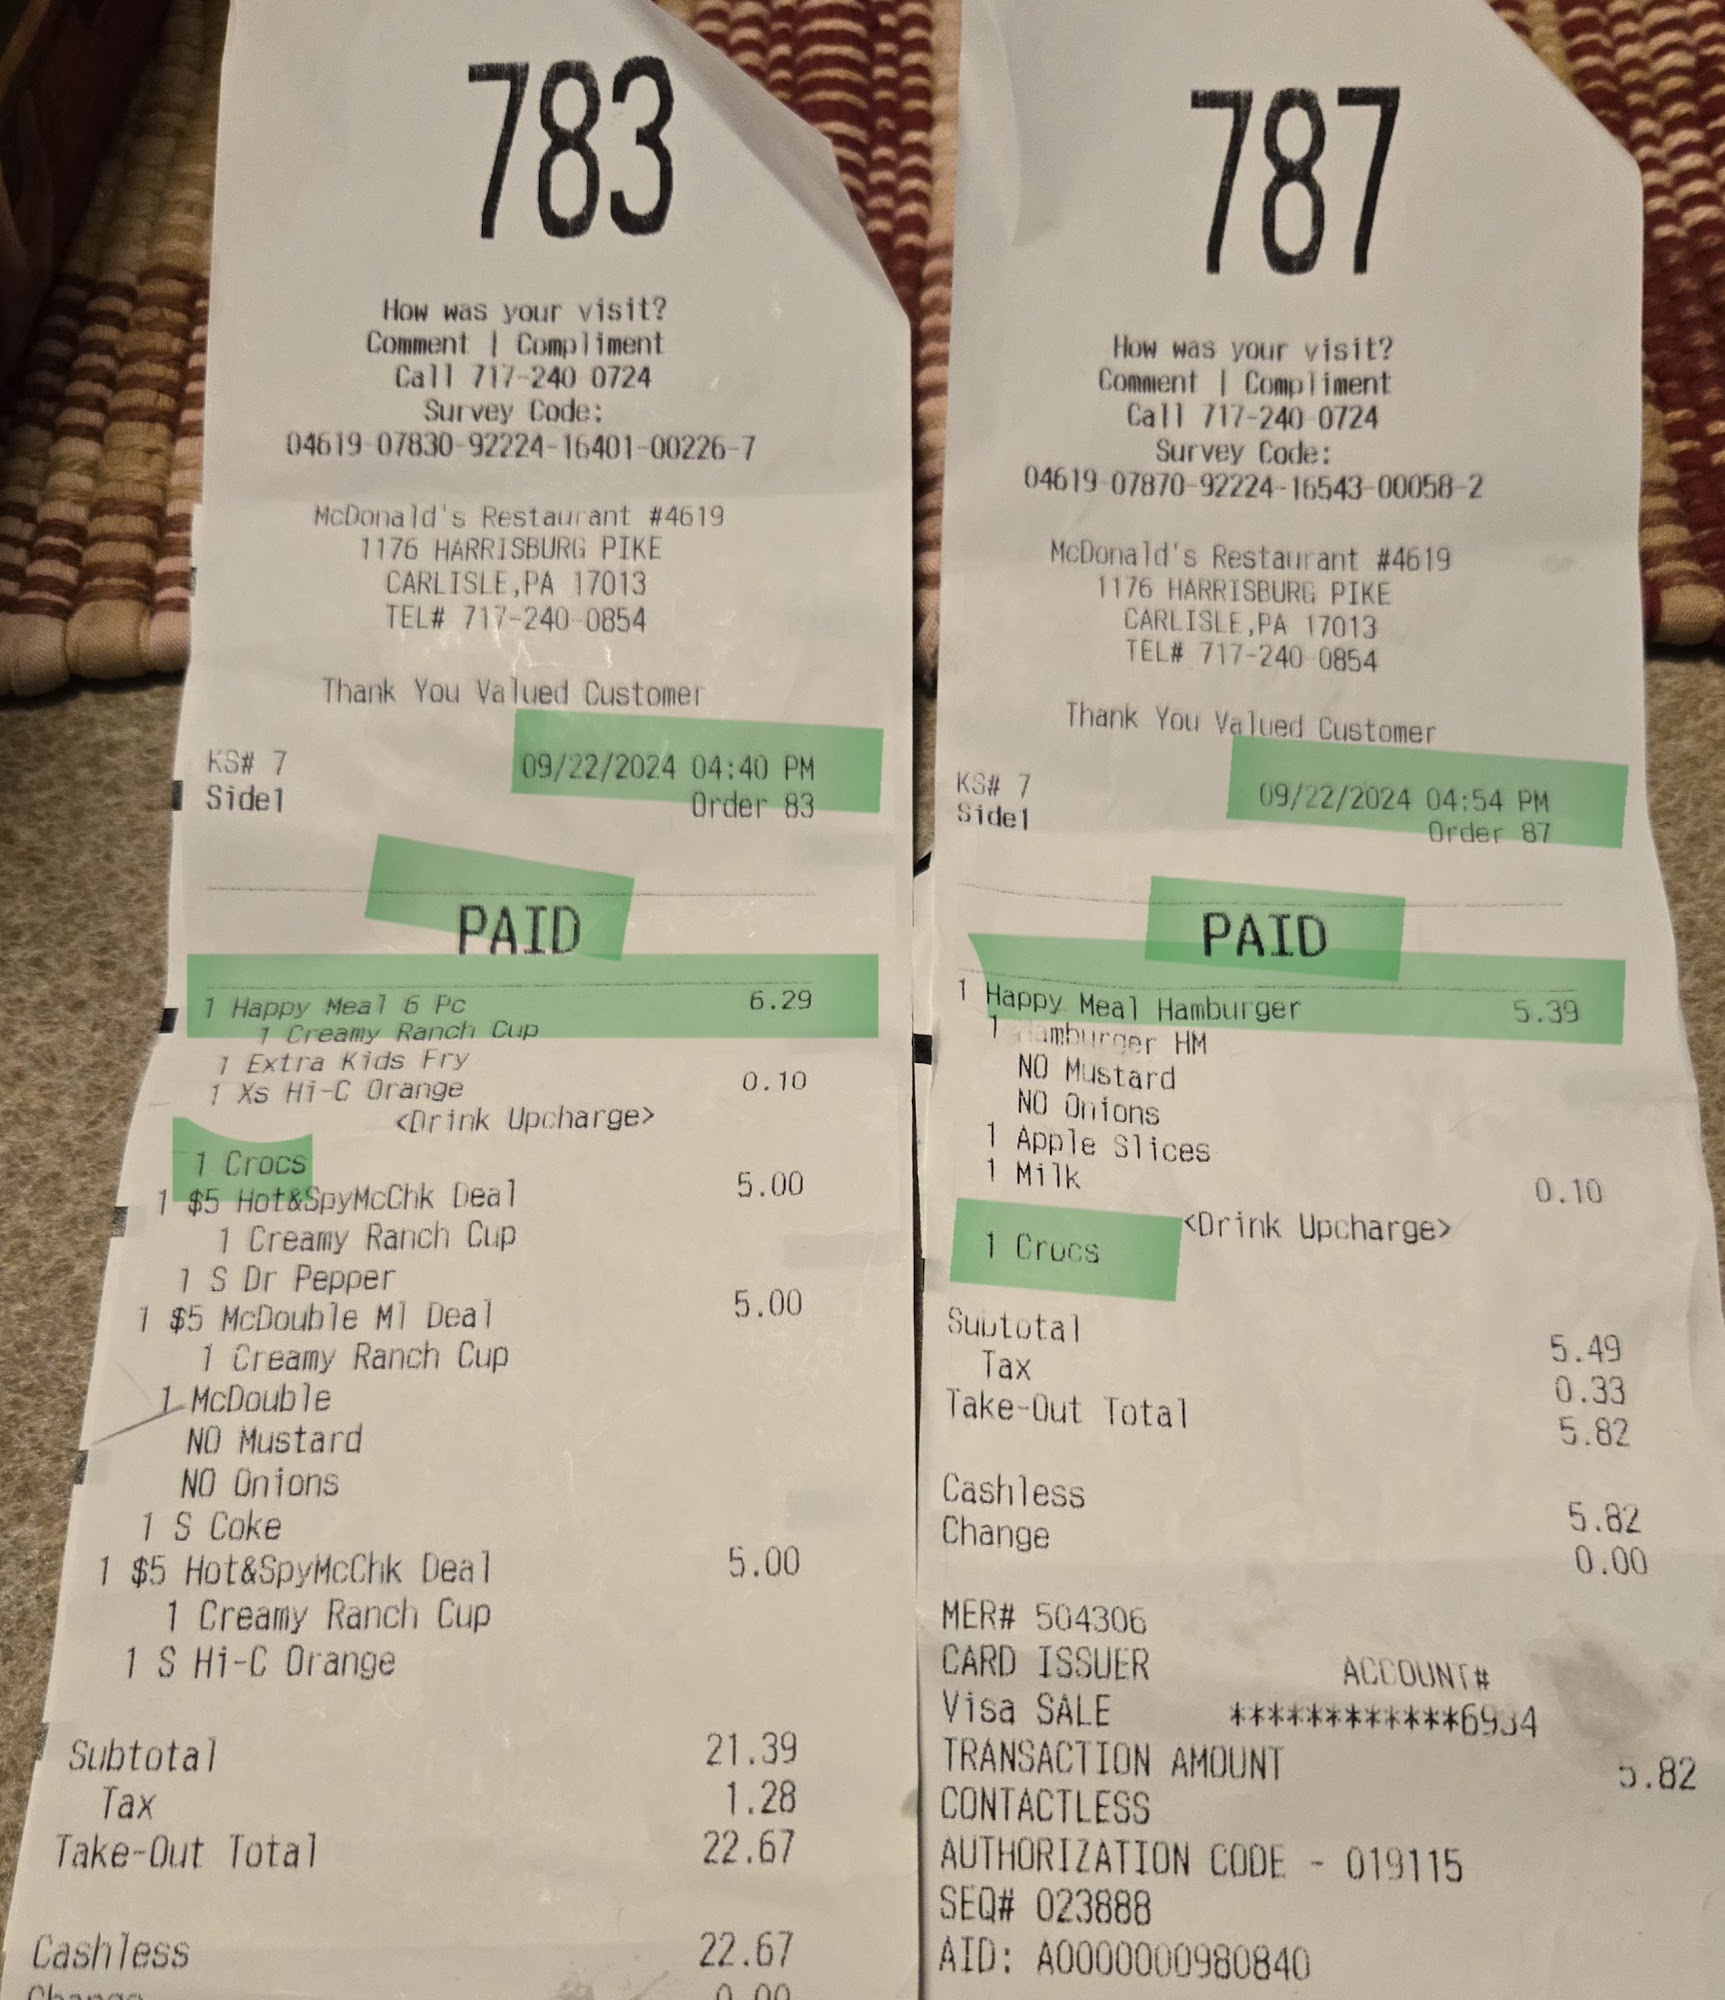 783
How was your visit?
Comment | Compliment
Call 717-240 0724
Survey Code:
04619-07830-92224-16401-00226-7
McDonald's Restaurant #4619
1176 HARRISBURG PIKE
CARLISLE,PA 17013
TEL# 717-240-0854
Thank You Valued Customer
KS# 7 09/22/2024 04:40 PM
Side1 Order 83
PAID
1 Happy Meal 6 Pc 6.29
1 Creamy Ranch Cup
1 Extra Kids Fry
1 Xs Hi-C Orange 0.10
<Drink Upcharge>
1 Crocs
1 $5 Hot&SpyMcChk Deal 5.00
1 Creamy Ranch Cup
1 S Dr Pepper
1 $5 McDouble Ml Deal 5.00
1 Creamy Ranch Cup
1 McDouble
NO Mustard
NO Onions
1 S Coke
1 $5 Hot&SpyMcChk Deal 5.00
1 Creamy Ranch Cup
1 S Hi-C Orange
Subtotal 21.39
Tax 1.28
Take-Out Total 22.67
Cashless 22.67
Change 0.00
787
How was your visit?
Comment | Compliment
Call 717-240-0724
Survey Code:
04619-07870-92224-16543-00058-2
McDonald's Restaurant #4619
1176 HARRISBURG PIKE
CARLISLE,PA 17013
TEL# 717-240 0854
Thank You Valued Customer
KS# 7 09/22/2024 04:54 PM
Side1 Order 87
PAID
1 Happy Meal Hamburger 5.39
1 Hamburger HM
NO Mustard
NO Onions
1 Apple Slices
1 Milk 0.10
<Drink Upcharge>
1 Crocs
Subtotal 5.49
Tax 0.33
Take-Out Total 5.82
Cashless 5.82
Change 0.00
MER# 504306
CARD ISSUER ACCOUNT#
Visa SALE ************6934
TRANSACTION AMOUNT 5.82
CONTACTLESS
AUTHORIZATION CODE - 019115
SEQ# 023888
AID: A0000000980840